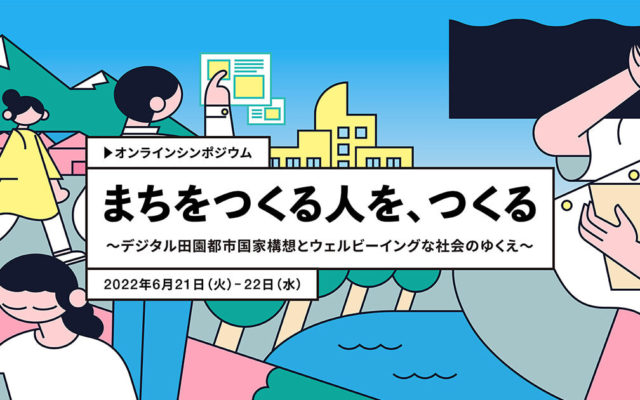 ▶オンラインシンポジウム
まちをつくる人を、つくる
〜デジタル田園都市国家構想とウェルビーイングな社会のゆくえ〜
2022年6月21日(火)-22日(水)